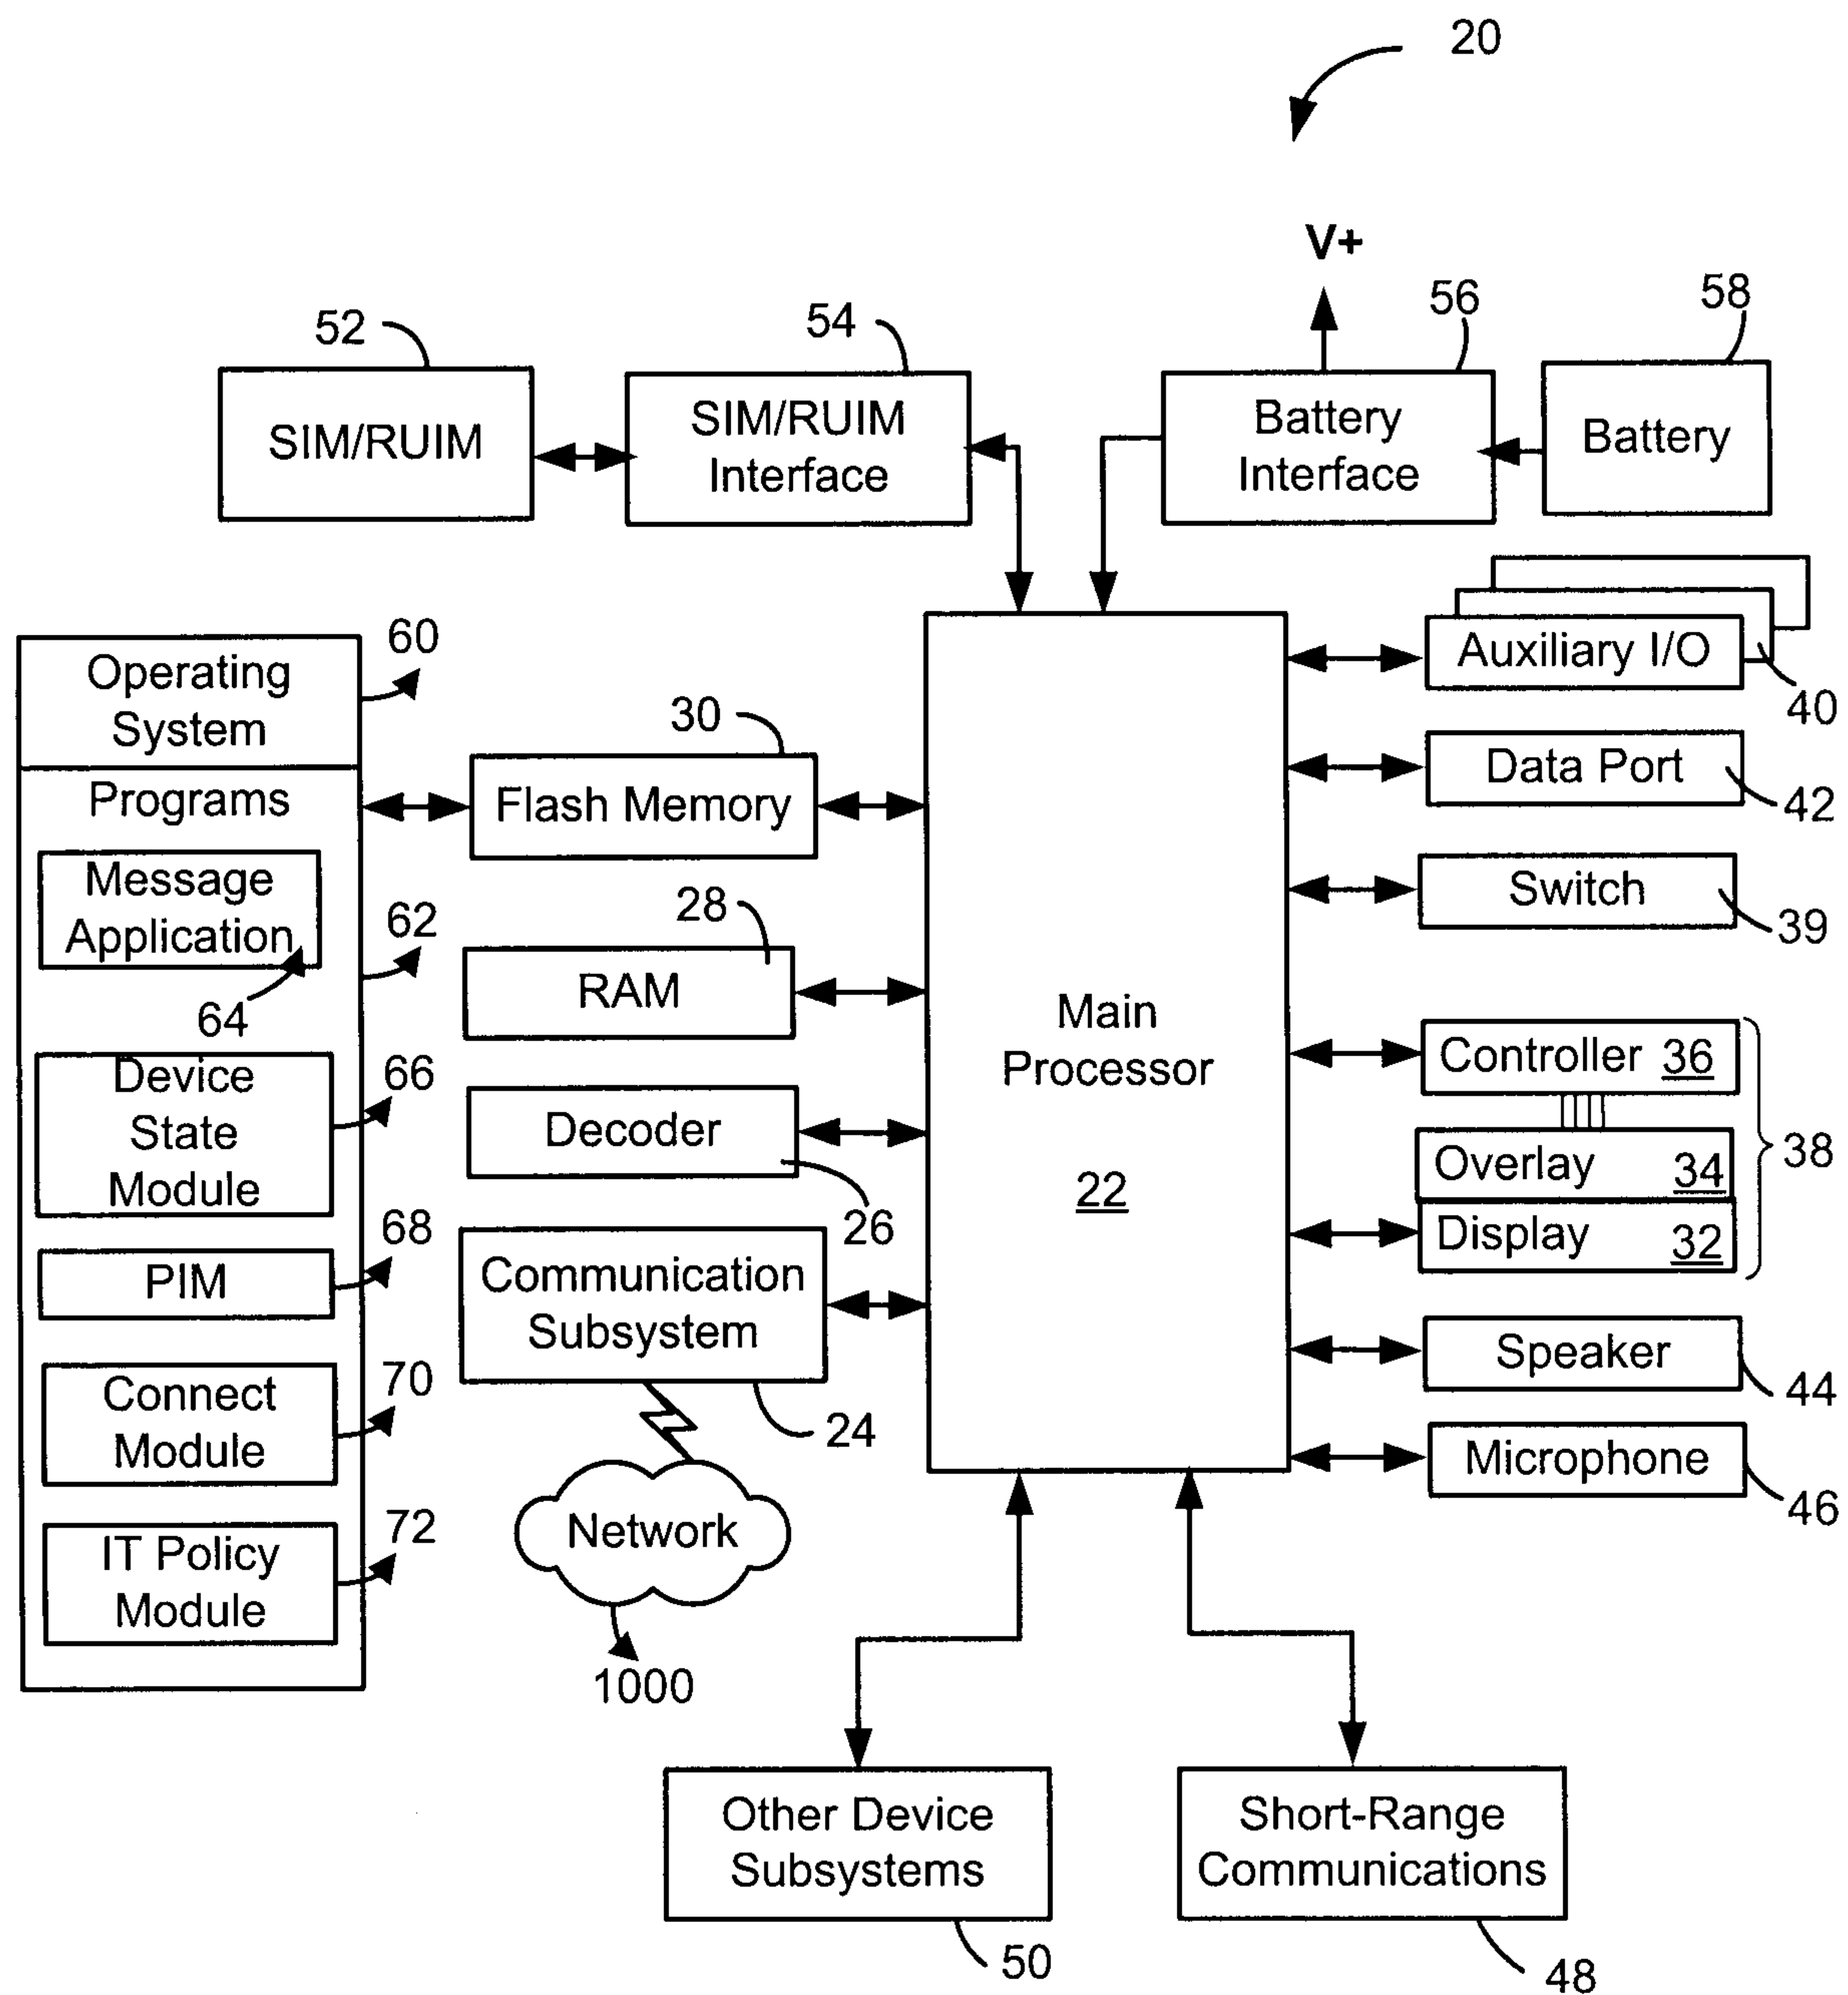 20
V+
52
54
56
58
SIM/RUIM
SIM/RUIM
Interface
Battery
Interface
Battery
Operating
System
60
Programs
Message
Application
64
62
Device
State
Module
66
PIM
68
Connect
Module
70
IT Policy
Module
72
30
Flash Memory
28
RAM
Decoder
26
Communication
Subsystem
24
Network
1000
Main
Processor
22
Auxiliary I/O
40
Data Port
42
Switch
39
Controller 36
Overlay 34
Display 32
38
Speaker
44
Microphone
46
Other Device
Subsystems
50
Short-Range
Communications
48